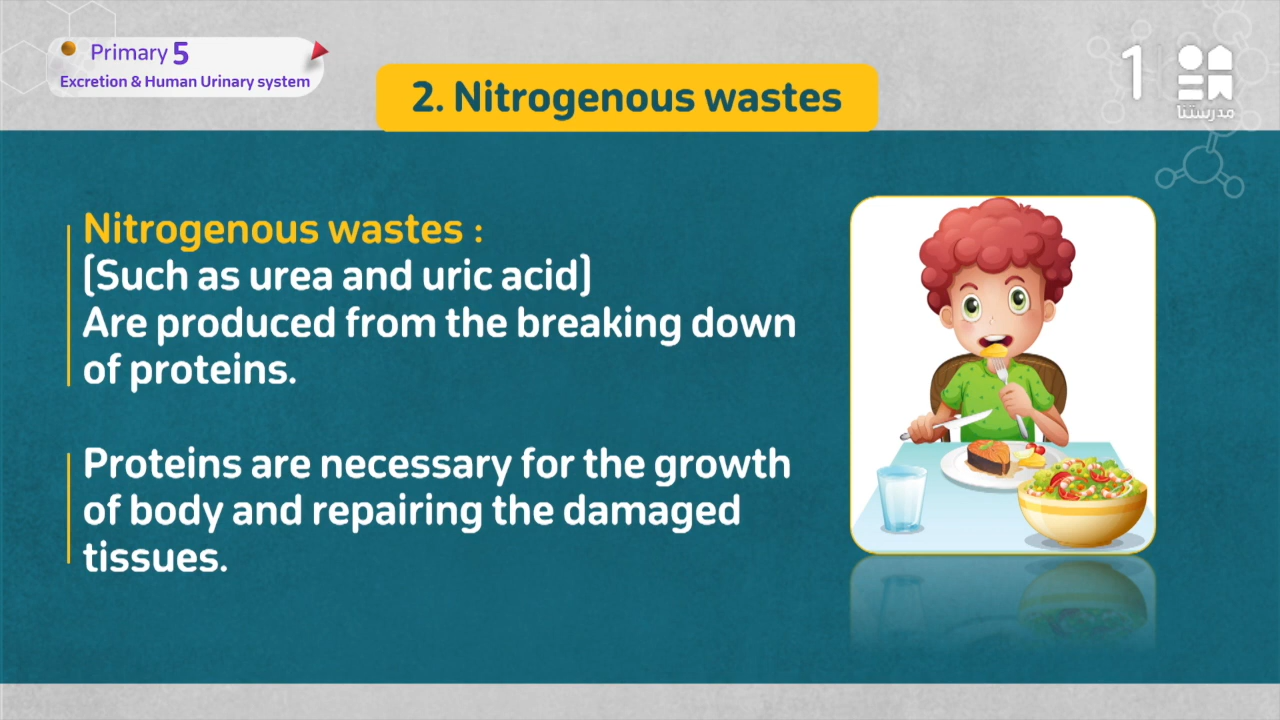 Primary 5
Excretion & Human Urinary system
2. Nitrogenous wastes
1
مدرستنا
Nitrogenous wastes :
(Such as urea and uric acid)
Are produced from the breaking down
of proteins.
Proteins are necessary for the growth
of body and repairing the damaged
tissues.